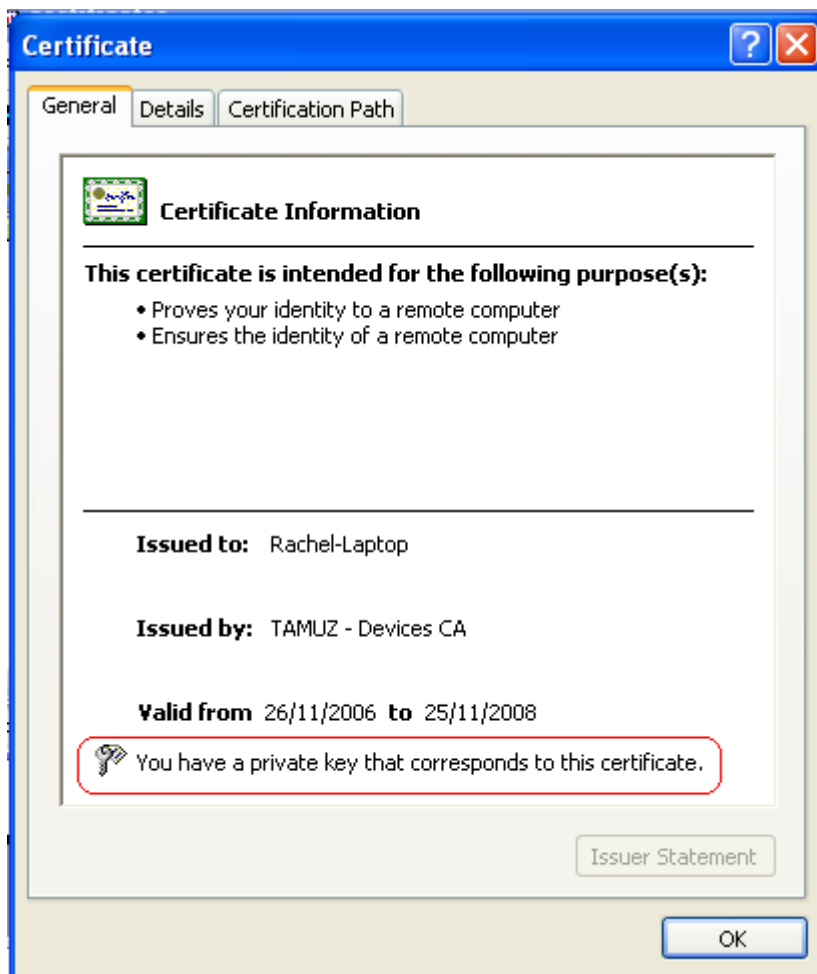 Certificate
General Details Certification Path
Certificate Information
This certificate is intended for the following purpose(s):
• Proves your identity to a remote computer
• Ensures the identity of a remote computer
Issued to: Rachel-Laptop
Issued by: TAMUZ - Devices CA
Valid from 26/11/2006 to 25/11/2008
You have a private key that corresponds to this certificate.
Issuer Statement
OK